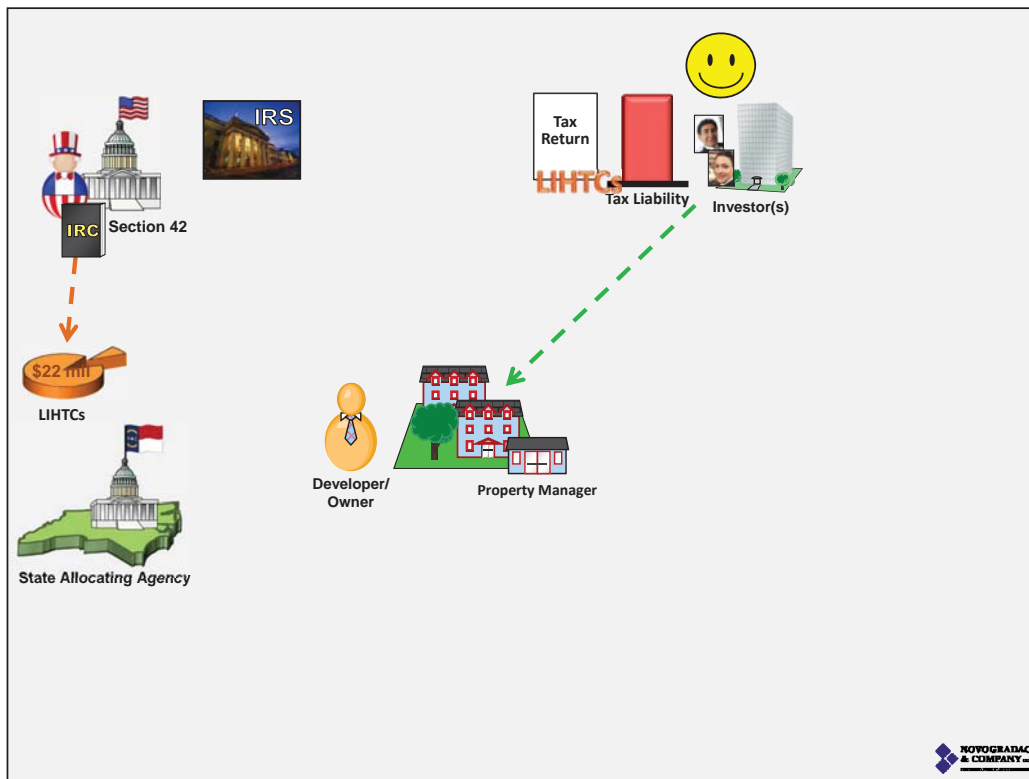 IRS
Tax
Return
LIHTCs
Tax Liability
Investor(s)
IRC
Section 42
$22 mil
LIHTCs
Developer/
Owner
Property Manager
State Allocating Agency
NOVOGRADAC
& COMPANY